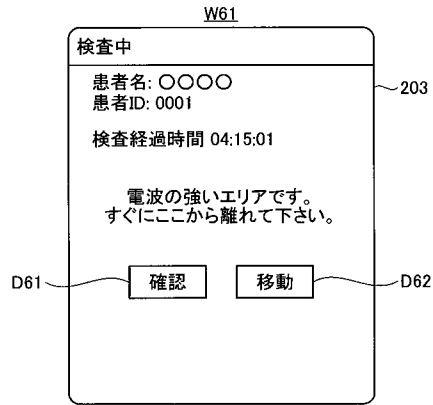 W61
検査中
患者名: ○○○○
患者ID: 0001
203
検査経過時間 04:15:01
電波の強いエリアです。
すぐにここから離れて下さい。
D61
確認
移動
D62